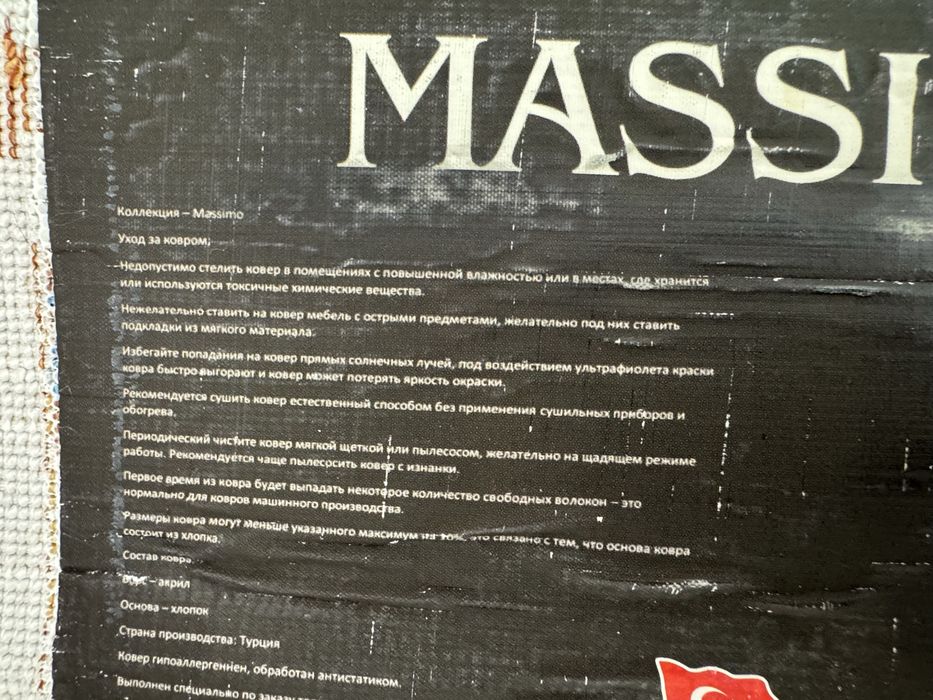 MASSI
Коллекция – Massimo
Уход за ковром:
Недопустимо стелить ковер в помещениях с повышенной влажностью или в местах, где хранится
или используются токсичные химические вещества.
Нежелательно ставить на ковер мебель с острыми предметами, желательно под них ставить
подкладки из мягкого материала.
Избегайте попадания на ковер прямых солнечных лучей, под воздействием ультрафиолета краски
ковра быстро выгорают и ковер может потерять яркость окраски.
Рекомендуется сушить ковер естественный способом без применения сушильных приборов и
обогрева.
Периодический чистите ковер мягкой щеткой или пылесосом, желательно на щадящем режиме
работы. Рекомендуется чаще пылесосить ковер с изнанки.
Первое время из ковра будет выпадать некоторое количество свободных волокон – это
нормально для ковров машинного производства.
Размеры ковра могут меньше указанного максимум на это связано с тем, что основа ковра
состоит из хлопка.
Состав ковра
Ворс – акрил
Основа – хлопок
Страна производства: Турция
Ковер гипоаллергеннен, обработан антистатиком.
Выполнен специально по заказу